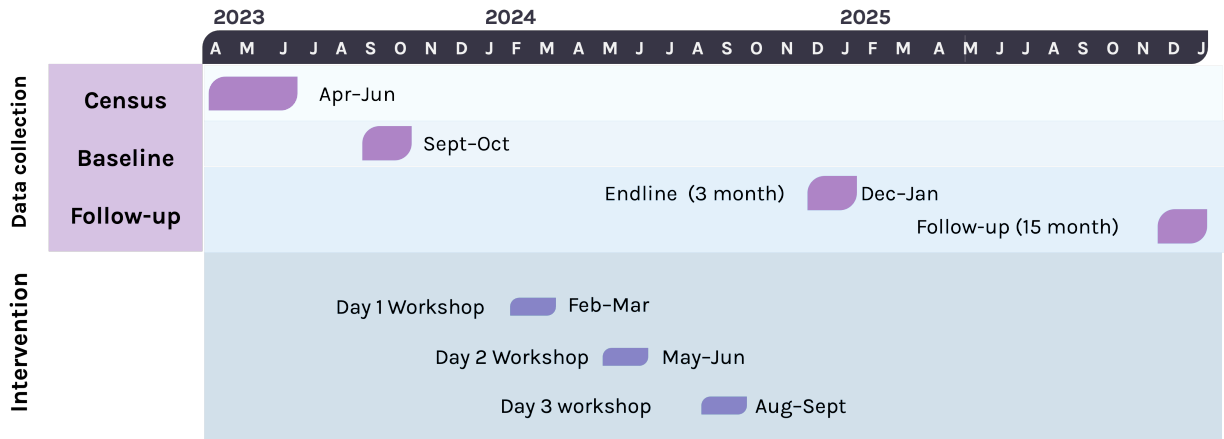 2023 2024 2025
A M J J A S O N D J F M A M J J A S O N D J F M A M J J A S O N D J
Data collection
Census Apr–Jun
Baseline Sept–Oct
Follow-up Endline (3 month) Dec–Jan
Follow-up (15 month)
Intervention
Day 1 Workshop Feb–Mar
Day 2 Workshop May–Jun
Day 3 workshop Aug–Sept